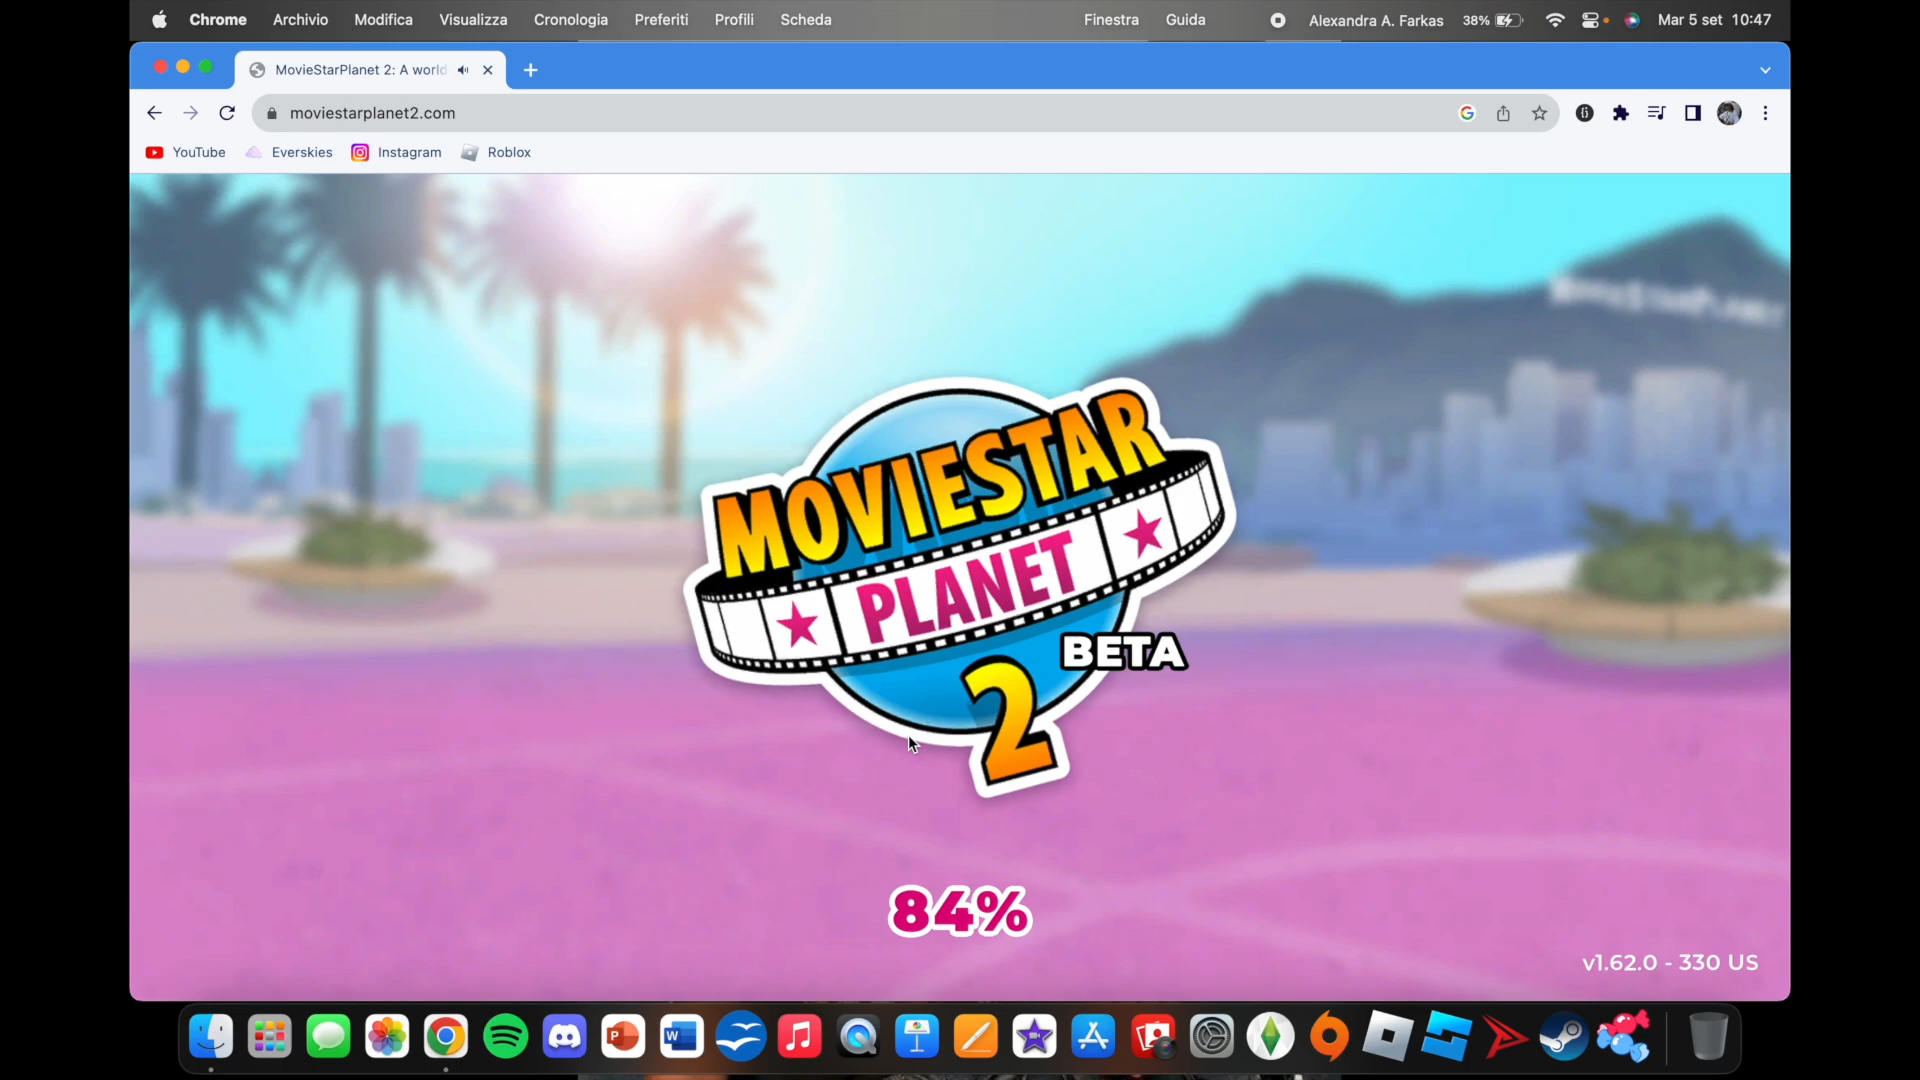 Chrome Archivio Modifica Visualizza Cronologia Preferiti Profili Scheda Finestra Guida Alexandra A. Farkas 38% Mar 5 set 10:47
MovieStarPlanet 2: A world
moviestarplanet2.com
YouTube Everskies Instagram Roblox
MOVIESTARPLANET
MOVIESTAR
PLANET
BETA
2
84%
v1.62.0 - 330 US